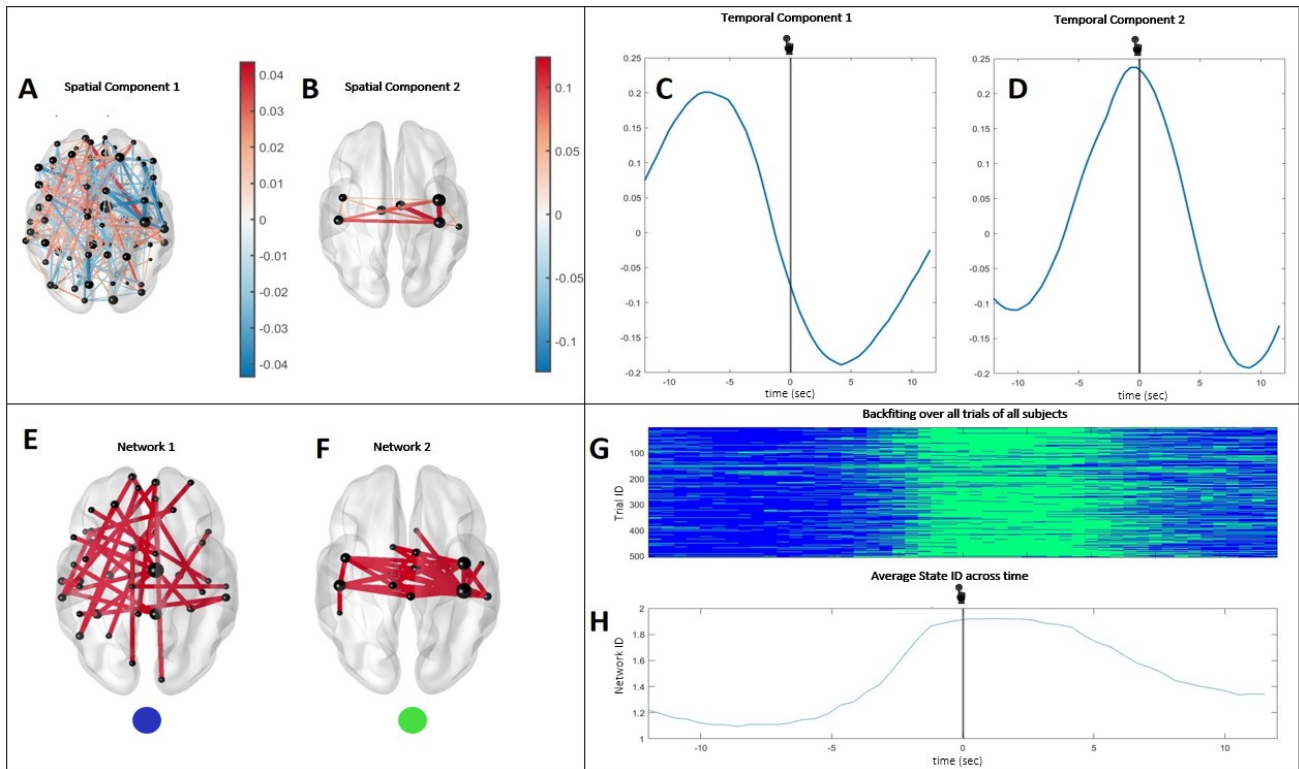 A
Spatial Component 1
0.04
0.03
0.02
0.01
0
-0.01
-0.02
-0.03
-0.04
B
Spatial Component 2
0.1
0.05
0
-0.05
-0.1
Temporal Component 1
C
0.25
0.2
0.15
0.1
0.05
0
-0.05
-0.1
-0.15
-0.2
-10 -5 0 5 10
time (sec)
Temporal Component 2
D
0.25
0.2
0.15
0.1
0.05
0
-0.05
-0.1
-0.15
-0.2
-10 -5 0 5 10
time (sec)
E
Network 1
F
Network 2
Backfiting over all trials of all subjects
G
Trial ID
100
200
300
400
500
Average State ID across time
H
Network ID
2
1.8
1.6
1.4
1.2
1
-10 -5 0 5 10
time (sec)